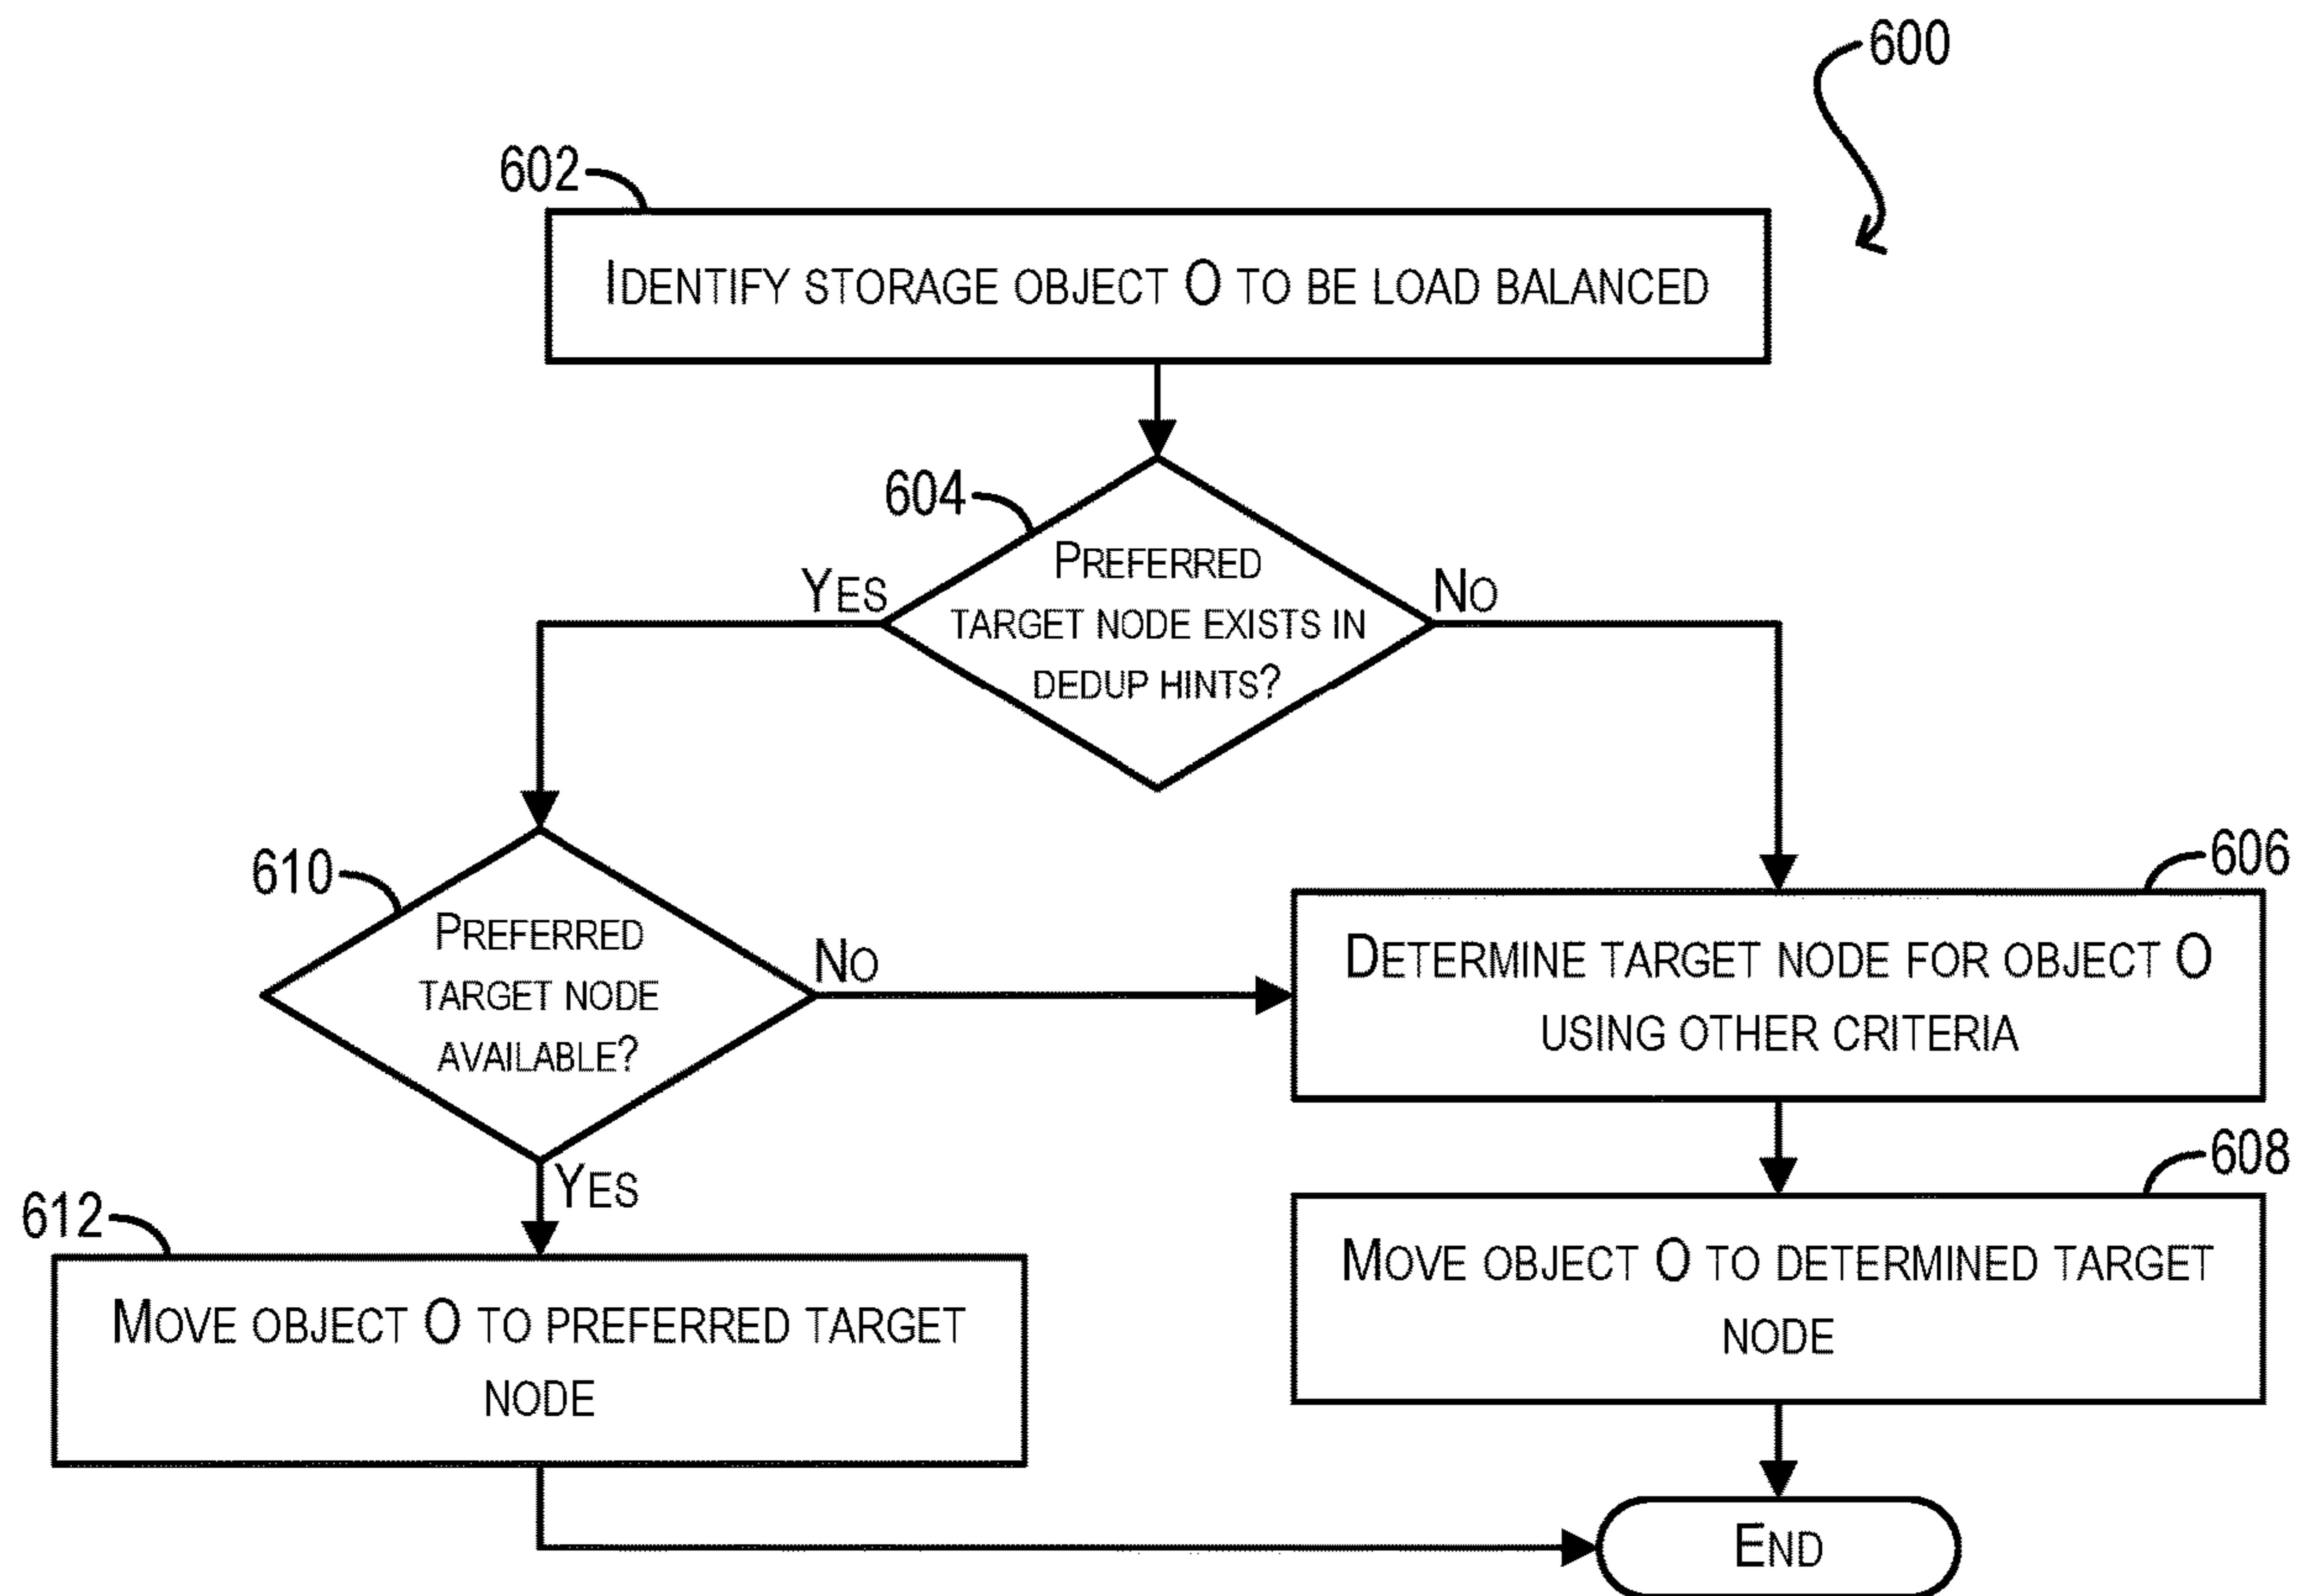 600
602
IDENTIFY STORAGE OBJECT O TO BE LOAD BALANCED
604
PREFERRED
TARGET NODE EXISTS IN
DEDUP HINTS?
YES
NO
610
PREFERRED
TARGET NODE
AVAILABLE?
NO
YES
606
DETERMINE TARGET NODE FOR OBJECT O
USING OTHER CRITERIA
608
MOVE OBJECT O TO DETERMINED TARGET
NODE
612
MOVE OBJECT O TO PREFERRED TARGET
NODE
END